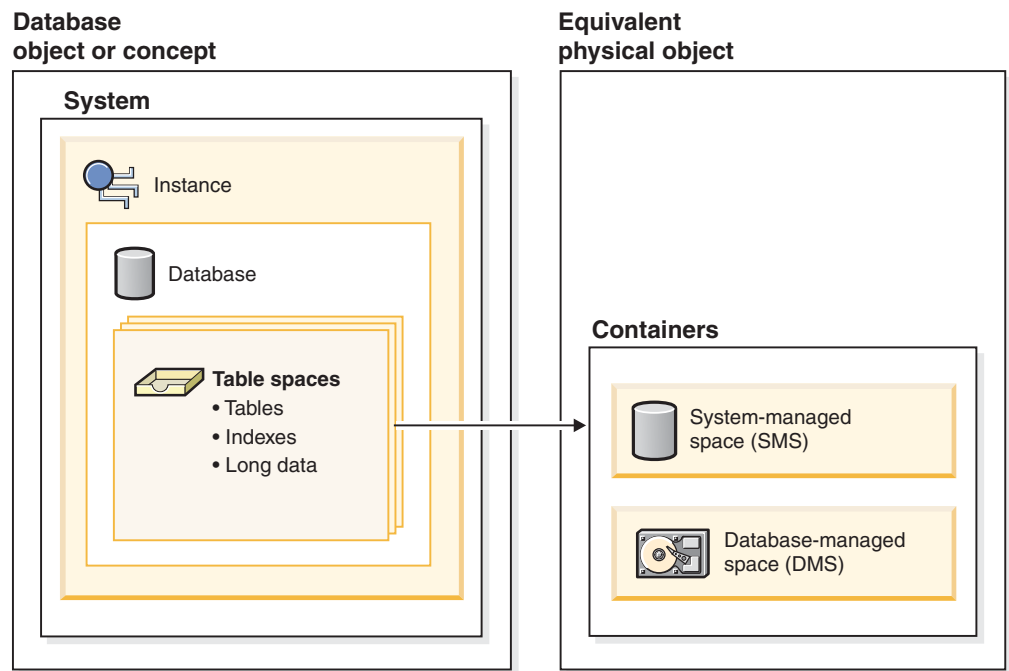 Database
object or concept
System
Instance
Database
Table spaces
• Tables
• Indexes
• Long data
Equivalent
physical object
Containers
System-managed
space (SMS)
Database-managed
space (DMS)